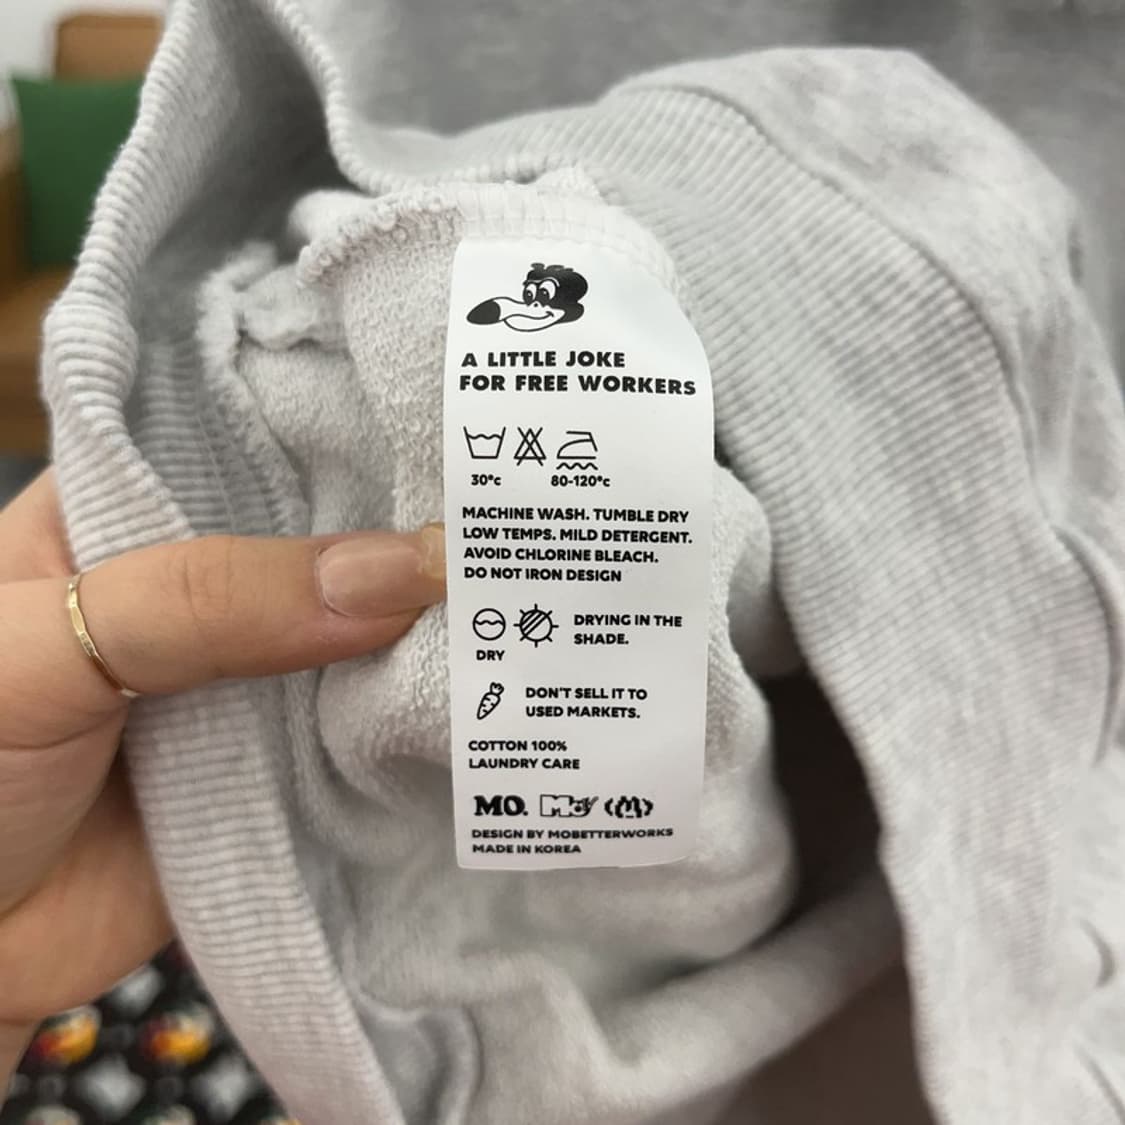 A LITTLE JOKE
FOR FREE WORKERS
30°c 80-120°c
MACHINE WASH. TUMBLE DRY
LOW TEMPS. MILD DETERGENT.
AVOID CHLORINE BLEACH.
DO NOT IRON DESIGN
DRYING IN THE
SHADE.
DRY
DON'T SELL IT TO
USED MARKETS.
COTTON 100%
LAUNDRY CARE
MO.
DESIGN BY MOBETTERWORKS
MADE IN KOREA